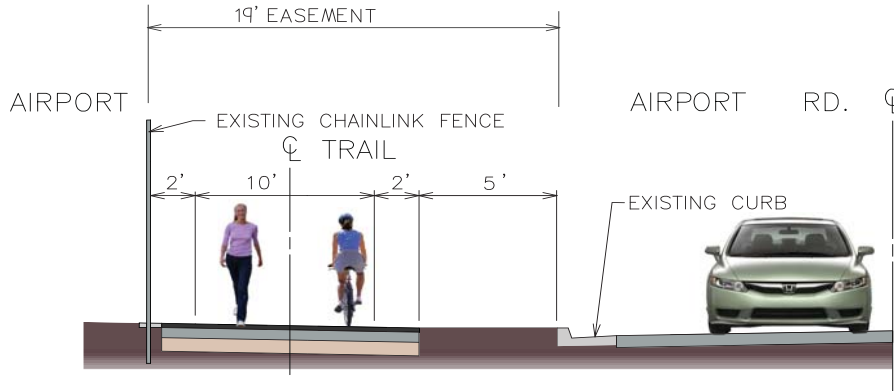 19' EASEMENT
AIRPORT
AIRPORT RD. ℄
EXISTING CHAINLINK FENCE
℄ TRAIL
2' 10' 2' 5'
EXISTING CURB